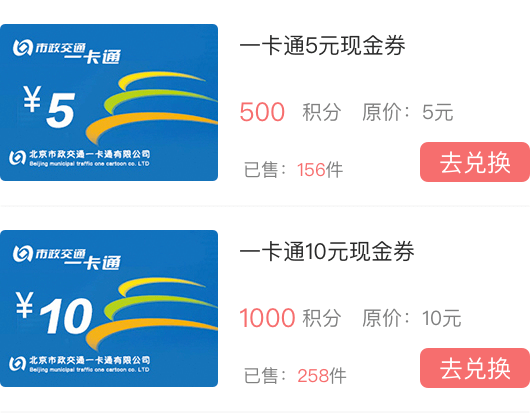 市政交通
一卡通
¥5
北京市政交通一卡通有限公司
Beijing municipal traffic one cartoon co. LTD
一卡通5元现金券
500 积分 原价：5元
已售：156件
去兑换
市政交通
一卡通
¥10
北京市政交通一卡通有限公司
Beijing municipal traffic one cartoon co. LTD
一卡通10元现金券
1000 积分 原价：10元
已售：258件
去兑换